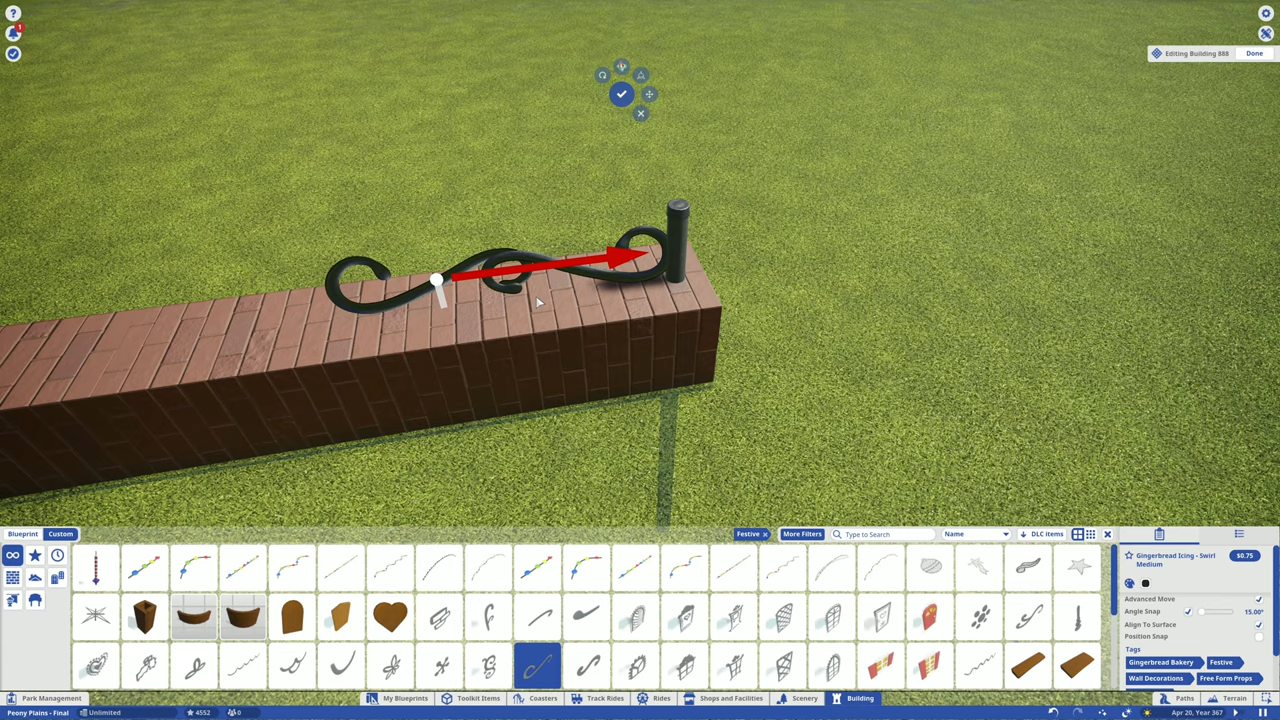 ?
1
Editing Building 888
Done
Blueprint
Custom
Festive x
More Filters
Type to Search
Name
DLC items
Gingerbread Icing - Swirl
Medium
$0.75
Advanced Move
Angle Snap
15.00°
Align To Surface
Position Snap
Tags
Gingerbread Bakery
Festive
Wall Decorations
Free Form Props
Park Management
My Blueprints
Toolkit Items
Coasters
Track Rides
Rides
Shops and Facilities
Scenery
Building
Paths
Terrain
Peony Plains - Final
Unlimited
4552
0
Apr 20, Year 367